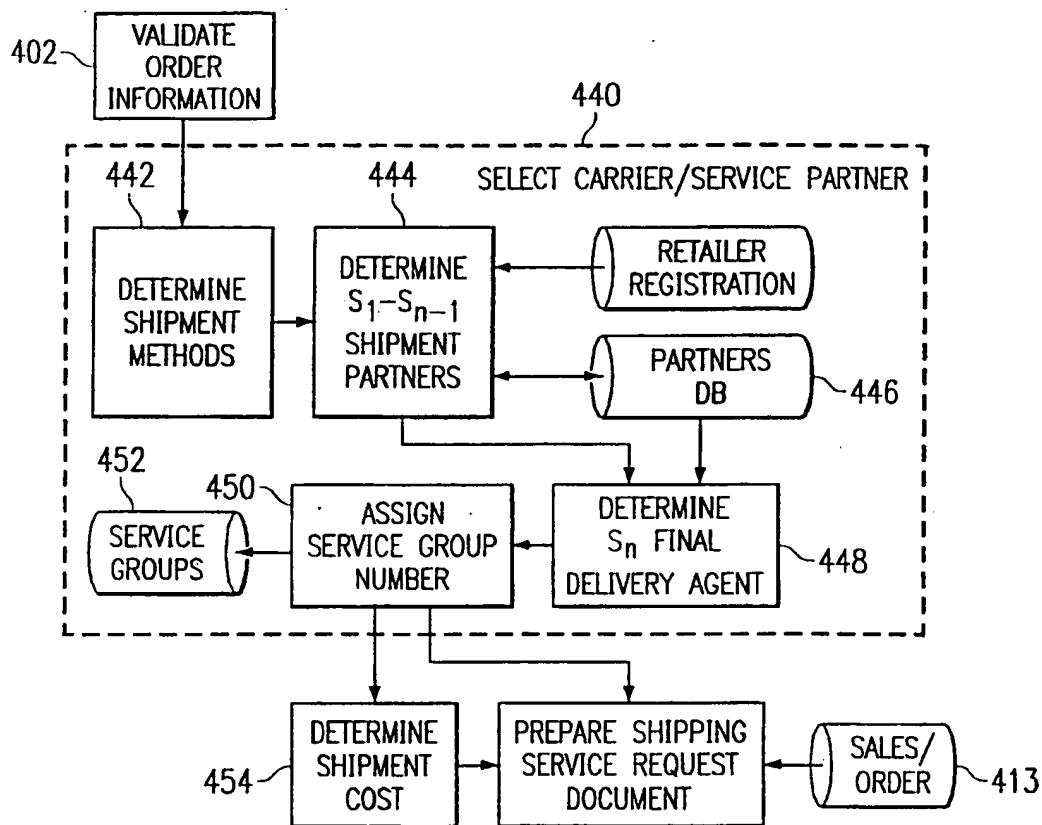 402
VALIDATE
ORDER
INFORMATION
440
SELECT CARRIER/SERVICE PARTNER
442
DETERMINE
SHIPMENT
METHODS
444
DETERMINE
S1-Sn-1
SHIPMENT
PARTNERS
RETAILER
REGISTRATION
PARTNERS
DB
446
452
SERVICE
GROUPS
450
ASSIGN
SERVICE GROUP
NUMBER
DETERMINE
Sn FINAL
DELIVERY AGENT
448
454
DETERMINE
SHIPMENT
COST
PREPARE SHIPPING
SERVICE REQUEST
DOCUMENT
SALES/
ORDER
413